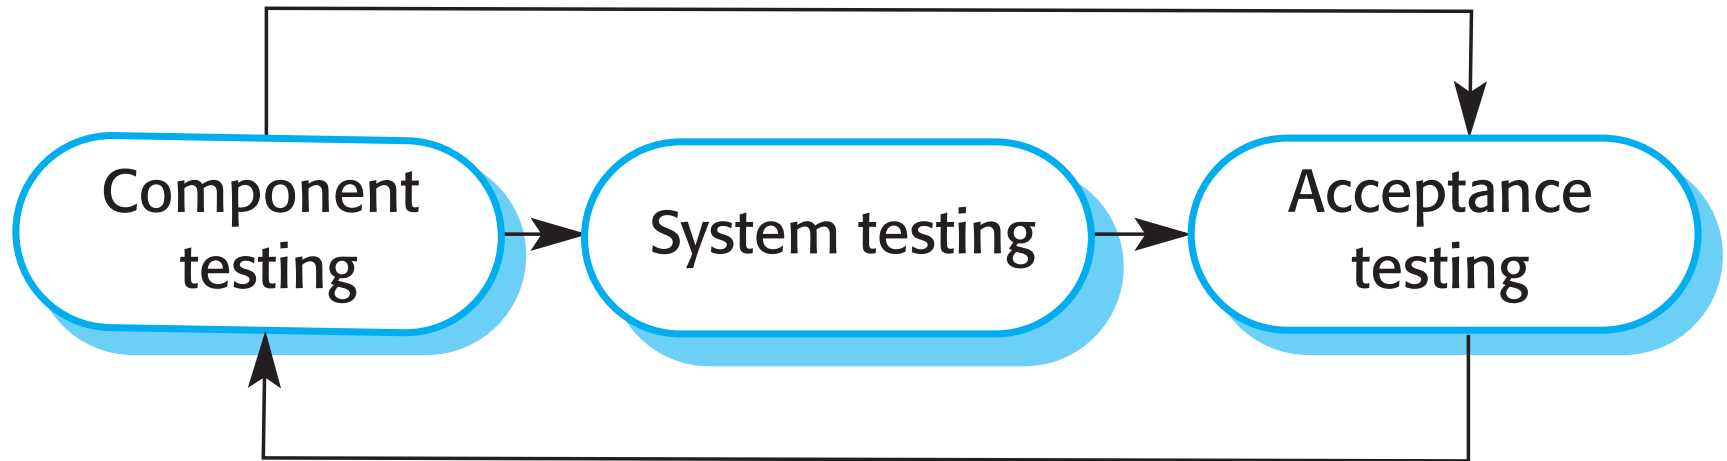 Component
testing
System testing
Acceptance
testing